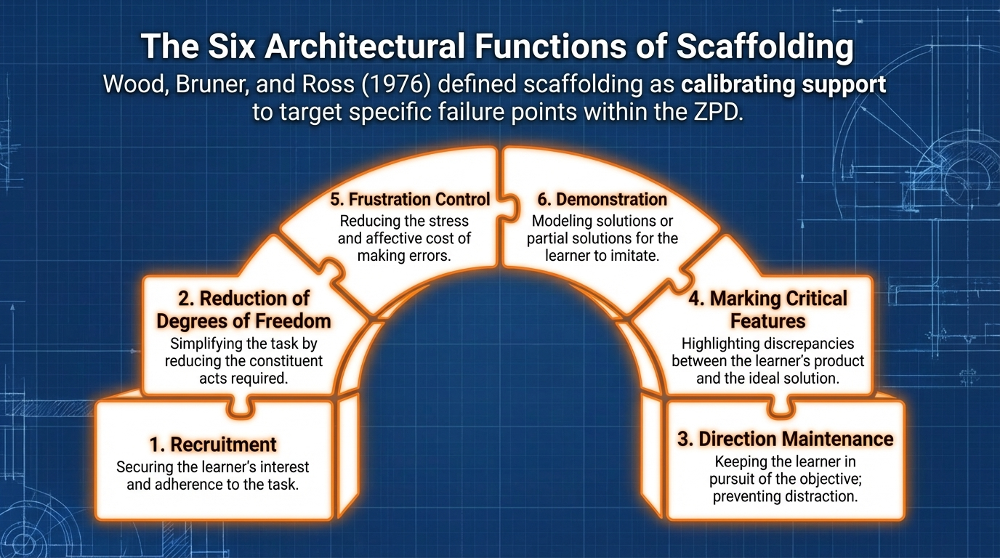 The Six Architectural Functions of Scaffolding
Wood, Bruner, and Ross (1976) defined scaffolding as calibrating support
to target specific failure points within the ZPD.
1. Recruitment
Securing the learner's interest
and adherence to the task.
2. Reduction of
Degrees of Freedom
Simplifying the task by
reducing the constituent
acts required.
3. Direction Maintenance
Keeping the learner in
pursuit of the objective;
preventing distraction.
4. Marking Critical
Features
Highlighting discrepancies
between the learner's product
and the ideal solution.
5. Frustration Control
Reducing the stress
and affective cost of
making errors.
6. Demonstration
Modeling solutions or
partial solutions for the
learner to imitate.